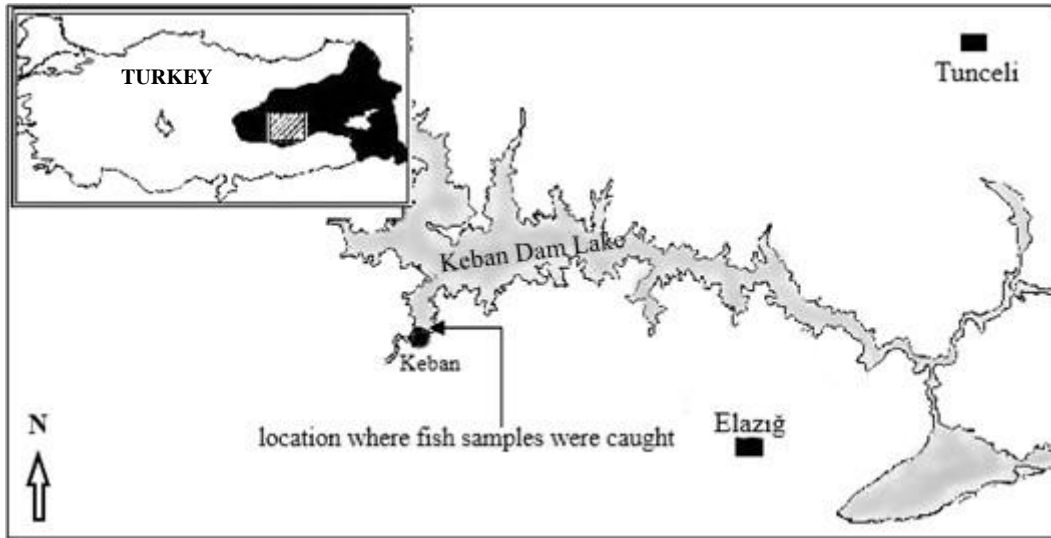 TURKEY
Tunceli
Keban Dam Lake
Keban
location where fish samples were caught
Elazığ
N